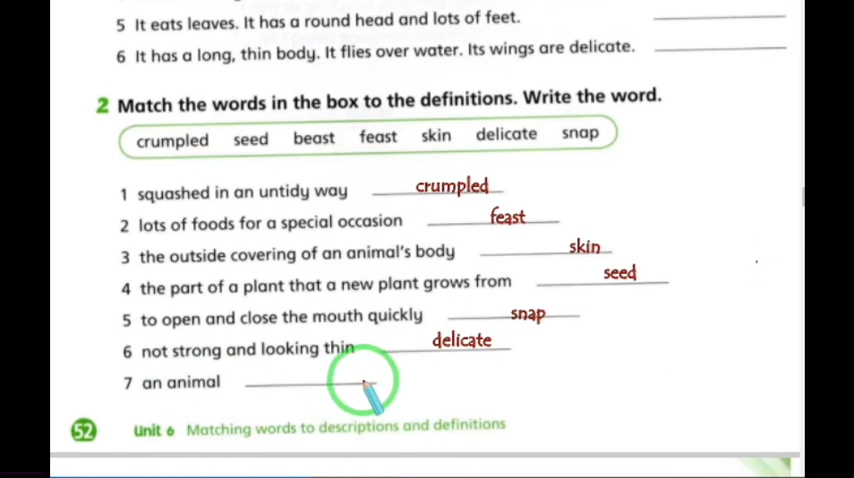 5 It eats leaves. It has a round head and lots of feet.
6 It has a long, thin body. It flies over water. Its wings are delicate.
2 Match the words in the box to the definitions. Write the word.
crumpled seed beast feast skin delicate snap
1 squashed in an untidy way crumpled
2 lots of foods for a special occasion feast
3 the outside covering of an animal's body skin
4 the part of a plant that a new plant grows from seed
5 to open and close the mouth quickly snap
6 not strong and looking thin delicate
7 an animal
52 Unit 6 Matching words to descriptions and definitions